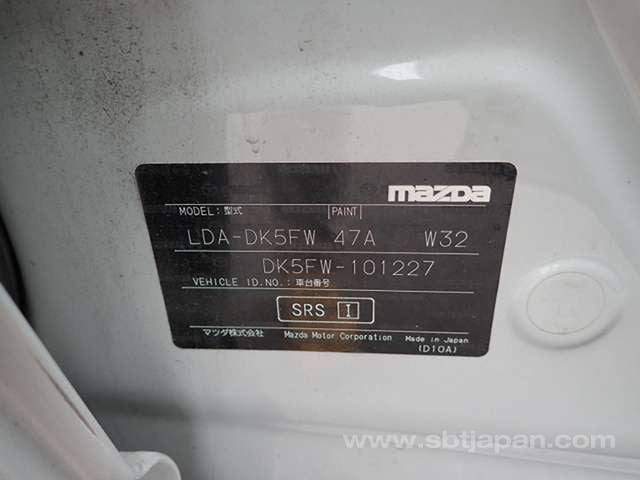 mazda
MODEL: 型式 PAINT
LDA-DK5FW 47A W32
DK5FW-101227
VEHICLE ID.NO.: 車台番号
SRS I
マツダ株式会社 Mazda Motor Corporation Made in Japan
(D10A)
www.sbtjapan.com